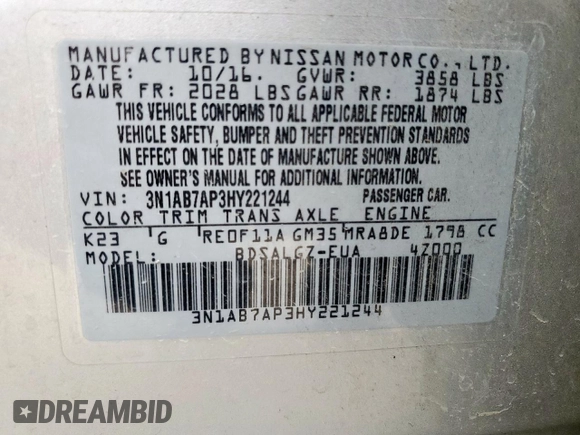 MANUFACTURED BY NISSAN MOTOR CO., LTD.
DATE: 10/16. GVWR: 3858 LBS
GAWR FR: 2028 LBS GAWR RR: 1874 LBS
THIS VEHICLE CONFORMS TO ALL APPLICABLE FEDERAL MOTOR
VEHICLE SAFETY, BUMPER AND THEFT PREVENTION STANDARDS
IN EFFECT ON THE DATE OF MANUFACTURE SHOWN ABOVE.
SEE OWNER'S MANUAL FOR ADDITIONAL INFORMATION.
VIN: 3N1AB7AP3HY221244 PASSENGER CAR.
COLOR TRIM TRANS AXLE ENGINE
K23 G RE0F11A GM35 MRA8DE 1798 CC
MODEL: BDSALGZ-EUA 4Z000
3N1AB7AP3HY221244
DREAMBID